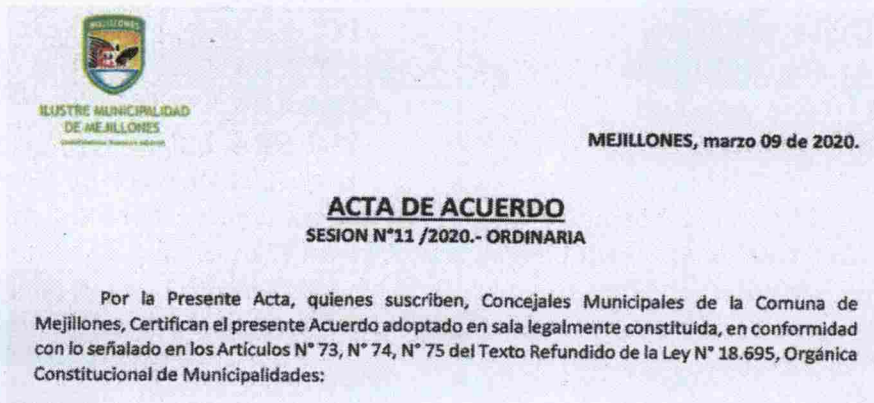 MEJILLONES
ILUSTRE MUNICIPALIDAD
DE MEJILLONES
MEJILLONES, marzo 09 de 2020.
ACTA DE ACUERDO
SESION N°11 /2020.- ORDINARIA
Por la Presente Acta, quienes suscriben, Concejales Municipales de la Comuna de
Mejillones, Certifican el presente Acuerdo adoptado en sala legalmente constituida, en conformidad
con lo señalado en los Artículos N° 73, N° 74, N° 75 del Texto Refundido de la Ley N° 18.695, Orgánica
Constitucional de Municipalidades: